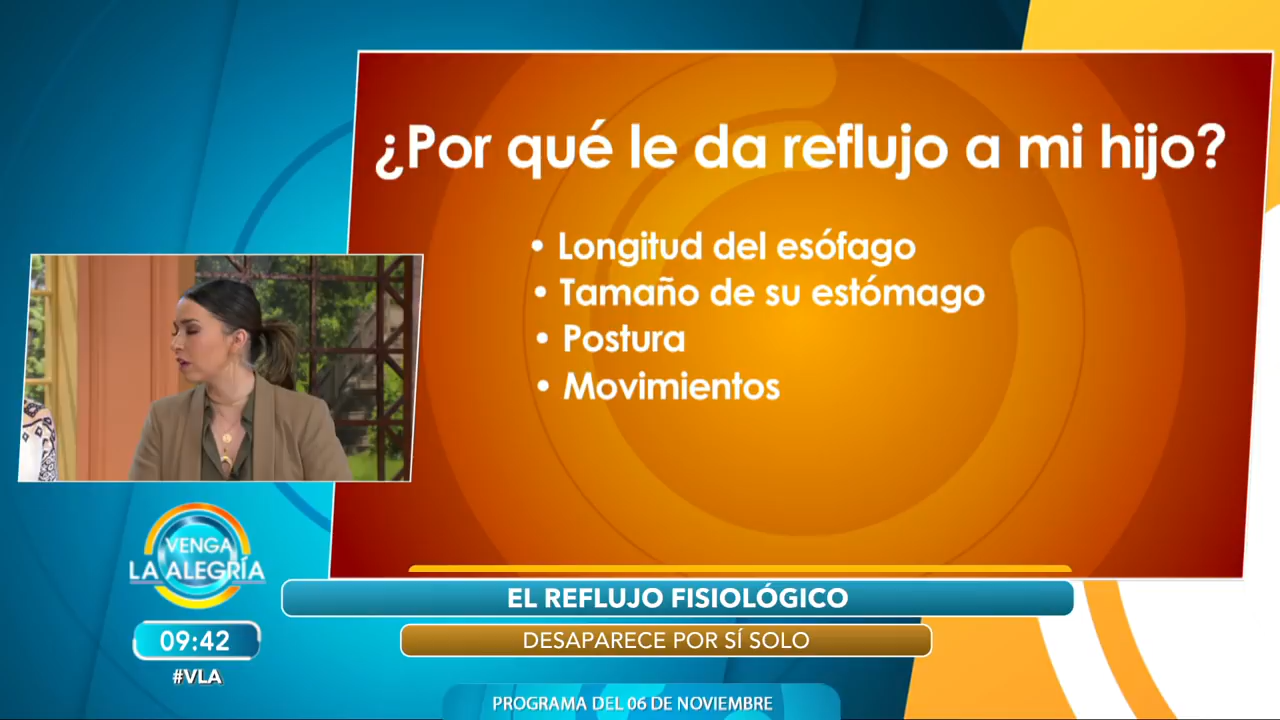 ¿Por qué le da reflujo a mi hijo?
• Longitud del esófago
• Tamaño de su estómago
• Postura
• Movimientos
VENGA
LA ALEGRÍA
EL REFLUJO FISIOLÓGICO
09:42
DESAPARECE POR SÍ SOLO
#VLA
PROGRAMA DEL 06 DE NOVIEMBRE